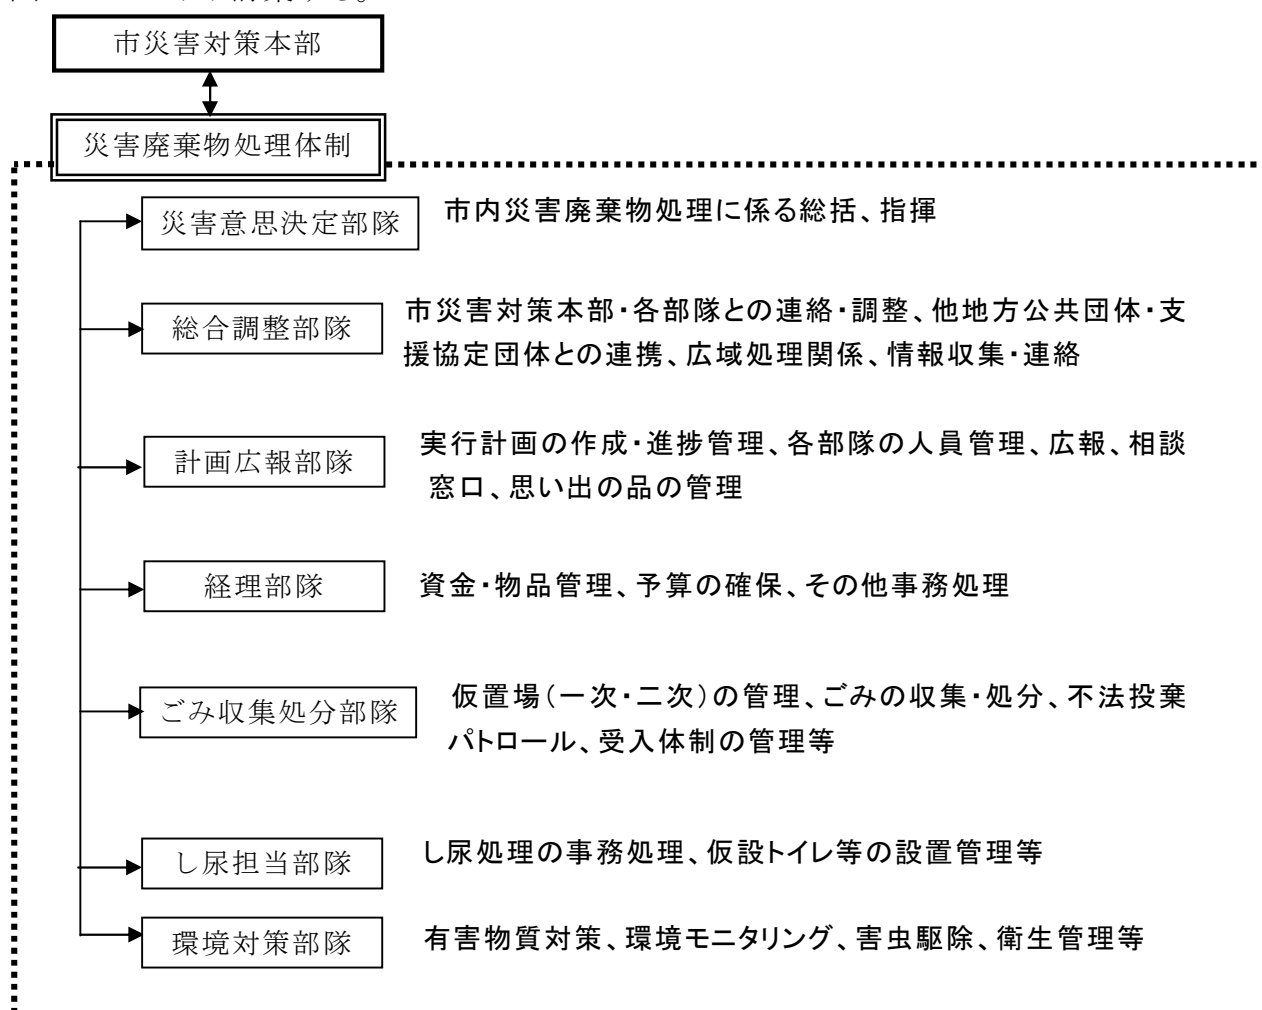 市災害対策本部
災害廃棄物処理体制
災害意思決定部隊
市内災害廃棄物処理に係る総括、指揮
総合調整部隊
市災害対策本部・各部隊との連絡・調整、他地方公共団体・支
援協定団体との連携、広域処理関係、情報収集・連絡
計画広報部隊
実行計画の作成・進捗管理、各部隊の人員管理、広報、相談
窓口、思い出の品の管理
経理部隊
資金・物品管理、予算の確保、その他事務処理
ごみ収集処分部隊
仮置場(一次・二次)の管理、ごみの収集・処分、不法投棄
パトロール、受入体制の管理等
し尿担当部隊
し尿処理の事務処理、仮設トイレ等の設置管理等
環境対策部隊
有害物質対策、環境モニタリング、害虫駆除、衛生管理等